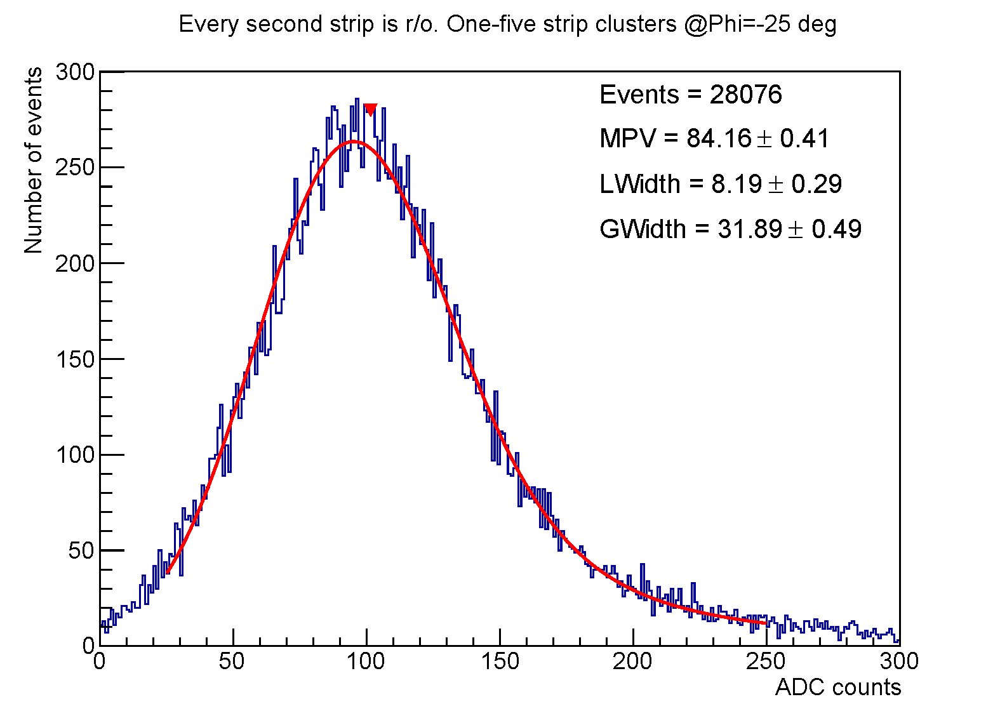 Every second strip is r/o. One-five strip clusters @Phi=-25 deg
Number of events
300
250
200
150
100
50
0
Events = 28076
MPV = 84.16 ± 0.41
LWidth = 8.19 ± 0.29
GWidth = 31.89 ± 0.49
0 50 100 150 200 250 300
ADC counts